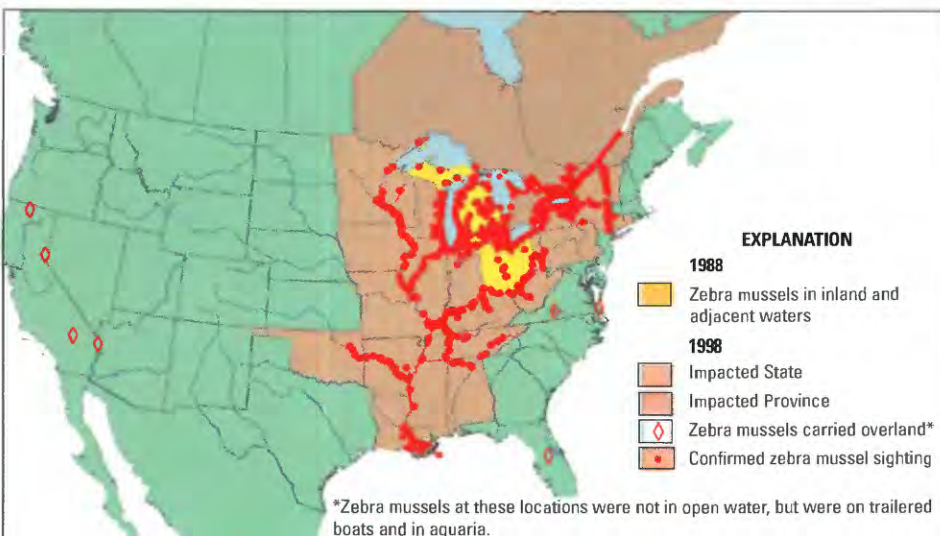 EXPLANATION
1988
Zebra mussels in inland and
adjacent waters
1998
Impacted State
Impacted Province
Zebra mussels carried overland*
Confirmed zebra mussel sighting
*Zebra mussels at these locations were not in open water, but were on trailered
boats and in aquaria.